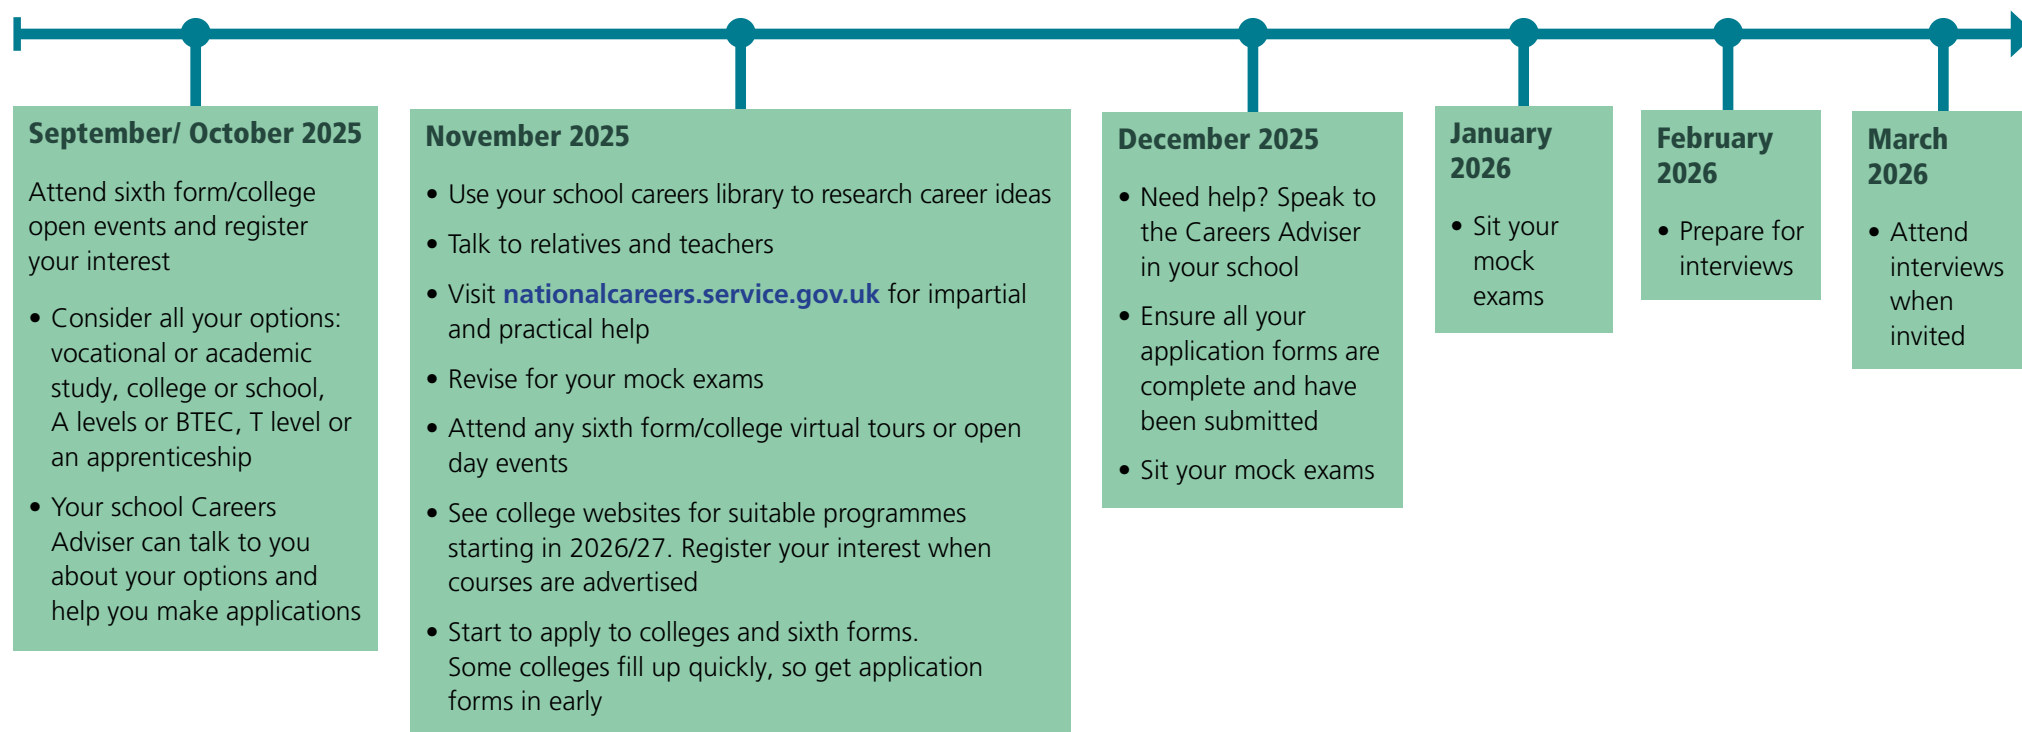 September/ October 2025
Attend sixth form/college
open events and register
your interest
• Consider all your options:
vocational or academic
study, college or school,
A levels or BTEC, T level or
an apprenticeship
• Your school Careers
Adviser can talk to you
about your options and
help you make applications
November 2025
• Use your school careers library to research career ideas
• Talk to relatives and teachers
• Visit nationalcareers.service.gov.uk for impartial
and practical help
• Revise for your mock exams
• Attend any sixth form/college virtual tours or open
day events
• See college websites for suitable programmes
starting in 2026/27. Register your interest when
courses are advertised
• Start to apply to colleges and sixth forms.
Some colleges fill up quickly, so get application
forms in early
December 2025
• Need help? Speak to
the Careers Adviser
in your school
• Ensure all your
application forms are
complete and have
been submitted
• Sit your mock exams
January
2026
• Sit your
mock
exams
February
2026
• Prepare for
interviews
March
2026
• Attend
interviews
when
invited